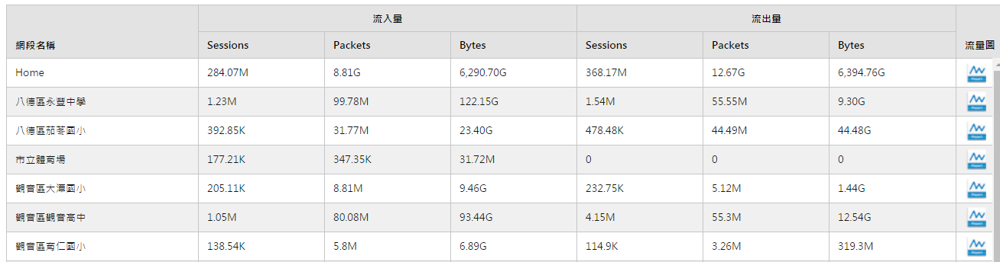 流入量 流出量
網段名稱 Sessions Packets Bytes Sessions Packets Bytes 流量圖
Home 284.07M 8.81G 6,290.70G 368.17M 12.67G 6,394.76G
八德區永豐中學 1.23M 99.78M 122.15G 1.54M 55.55M 9.30G
八德區茄苳國小 392.85K 31.77M 23.40G 478.48K 44.49M 44.48G
市立體育場 177.21K 347.35K 31.72M 0 0 0
觀音區大潭國小 205.11K 8.81M 9.46G 232.75K 5.12M 1.44G
觀音區觀音高中 1.05M 80.08M 93.44G 4.15M 55.3M 12.54G
觀音區育仁國小 138.54K 5.8M 6.89G 114.9K 3.26M 319.3M